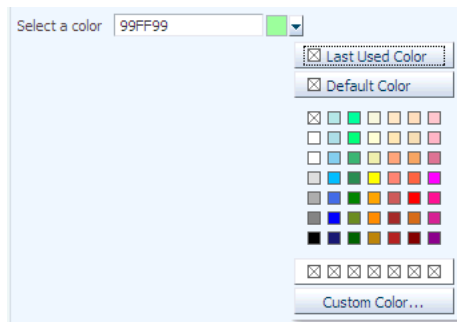 Select a color 99FF99
Last Used Color
Default Color
Custom Color...